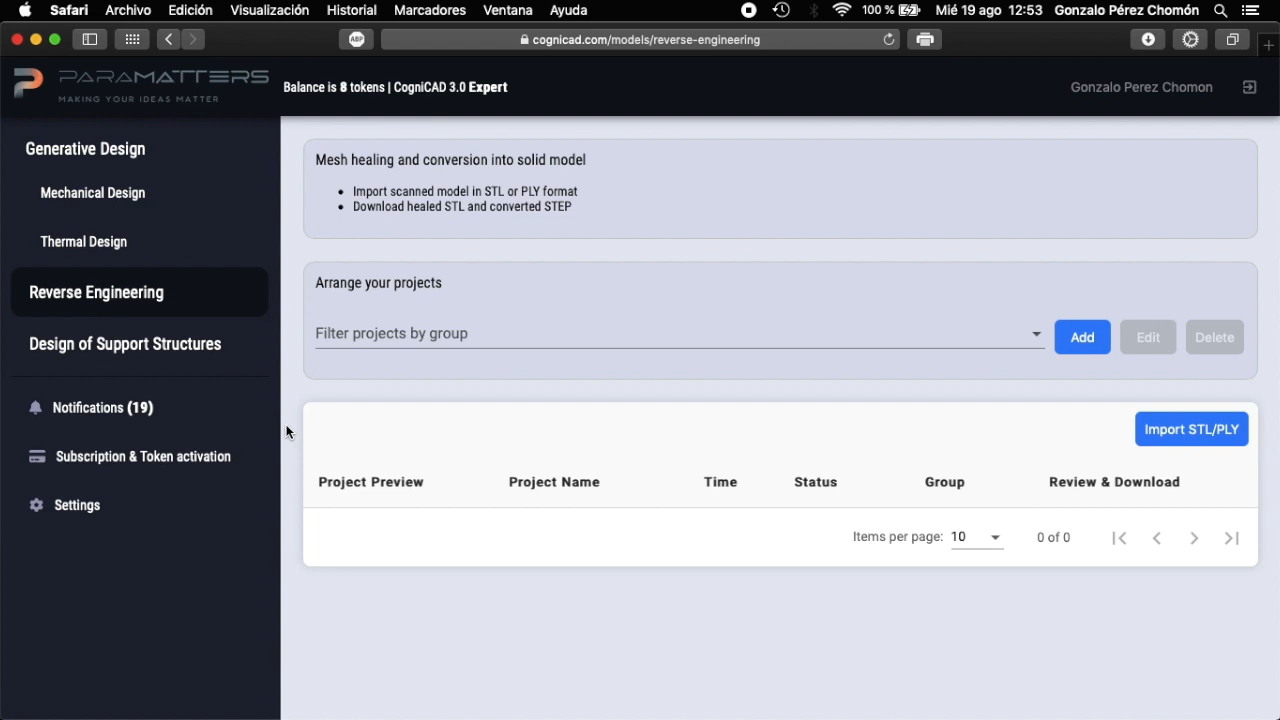 Safari Archivo Edición Visualización Historial Marcadores Ventana Ayuda 100 % Mié 19 ago 12:53 Gonzalo Pérez Chomón
ABP cognicad.com/models/reverse-engineering
PARAMATTERS
MAKING YOUR IDEAS MATTER
Balance is 8 tokens | CogniCAD 3.0 Expert
Gonzalo Perez Chomon
Generative Design
Mechanical Design
Thermal Design
Reverse Engineering
Design of Support Structures
Notifications (19)
Subscription & Token activation
Settings
Mesh healing and conversion into solid model
• Import scanned model in STL or PLY format
• Download healed STL and converted STEP
Arrange your projects
Filter projects by group Add Edit Delete
Import STL/PLY
Project Preview Project Name Time Status Group Review & Download
Items per page: 10 0 of 0